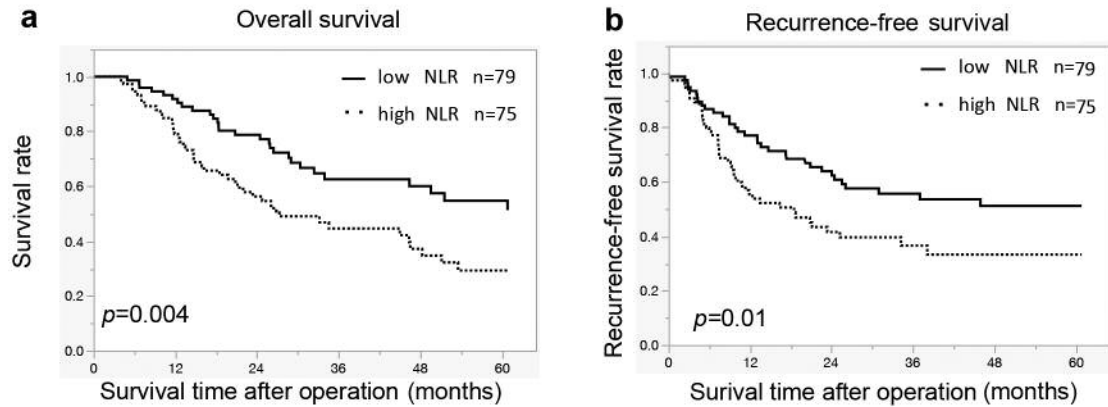 a
Overall survival
1.0
0.8
0.6
0.4
0.2
0.0
Survival rate
low NLR n=79
high NLR n=75
p=0.004
0 12 24 36 48 60
Survival time after operation (months)
b
Recurrence-free survival
1.0
0.8
0.6
0.4
0.2
0.0
Recurrence-free survival rate
low NLR n=79
high NLR n=75
p=0.01
0 12 24 36 48 60
Surival time after operation (months)